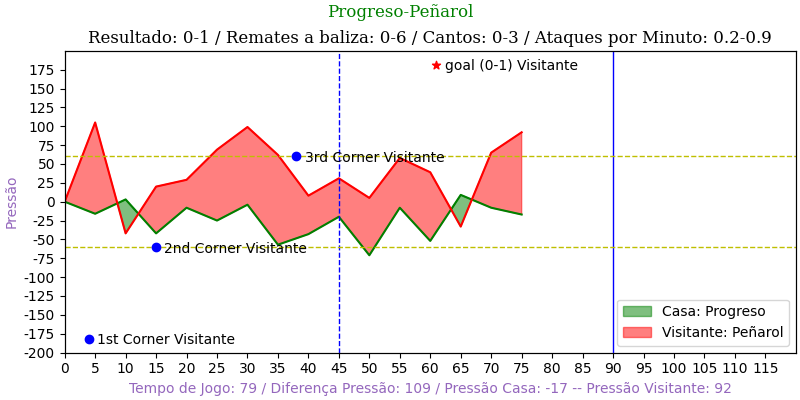 Progreso-Peñarol
Resultado: 0-1 / Remates a baliza: 0-6 / Cantos: 0-3 / Ataques por Minuto: 0.2-0.9
175
150
125
100
75
50
25
0
-25
-50
-75
-100
-125
-150
-175
-200
Pressão
goal (0-1) Visitante
3rd Corner Visitante
2nd Corner Visitante
1st Corner Visitante
Casa: Progreso
Visitante: Peñarol
0 5 10 15 20 25 30 35 40 45 50 55 60 65 70 75 80 85 90 95 100 105 110 115
Tempo de Jogo: 79 / Diferença Pressão: 109 / Pressão Casa: -17 -- Pressão Visitante: 92